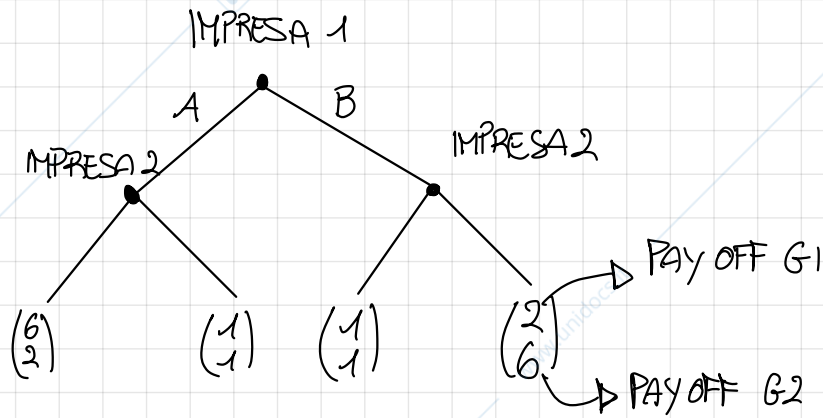 IMPRESA 1
A
B
IMPRESA 2
IMPRESA 2
PAY OFF G1
(6 2)
(1 1)
(1 1)
(2 6)
PAY OFF G2